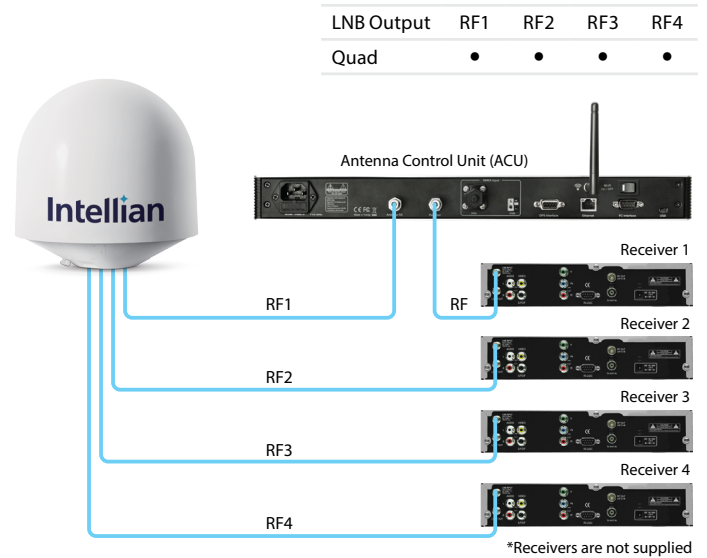 LNB Output RF1 RF2 RF3 RF4
Quad • • • •
Antenna Control Unit (ACU)
Intellian
Receiver 1
RF1
RF
Receiver 2
RF2
Receiver 3
RF3
Receiver 4
RF4
*Receivers are not supplied